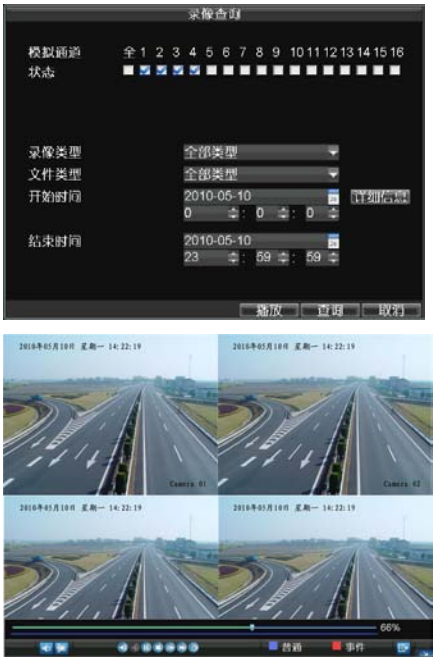 录像查询
模拟通道 全 1 2 3 4 5 6 7 8 9 10 11 12 13 14 15 16
状态
录像类型 全部类型
文件类型 全部类型
开始时间 2010-05-10
0 : 0 : 0 详细信息
结束时间 2010-05-10
23 : 59 : 59
播放 查询 取消
2010年05月10日 星期一 14:22:19 2010年05月10日 星期一 14:22:19
Camera 01 Camera 02
2010年05月10日 星期一 14:22:19 2010年05月10日 星期一 14:22:19
66%
普通 事件